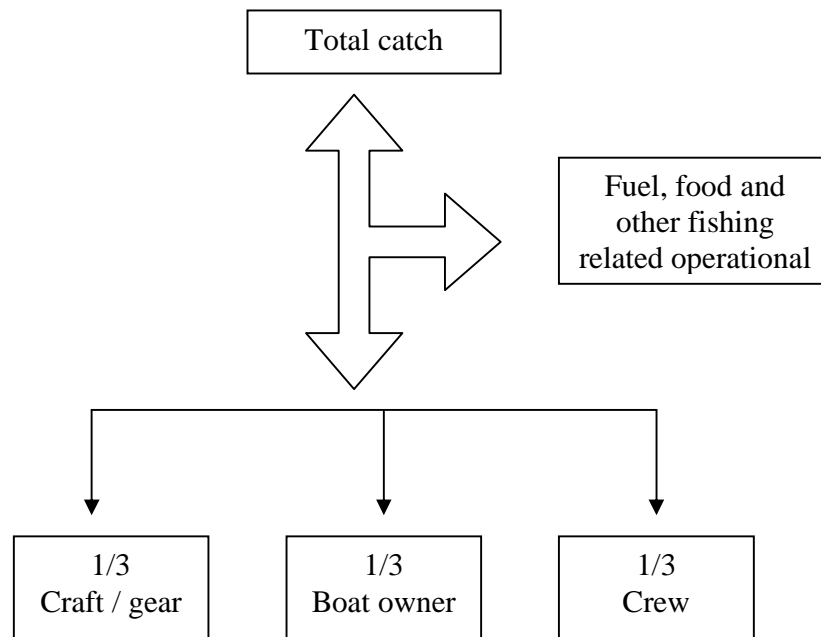 Total catch
Fuel, food and
other fishing
related operational
1/3
Craft / gear
1/3
Boat owner
1/3
Crew